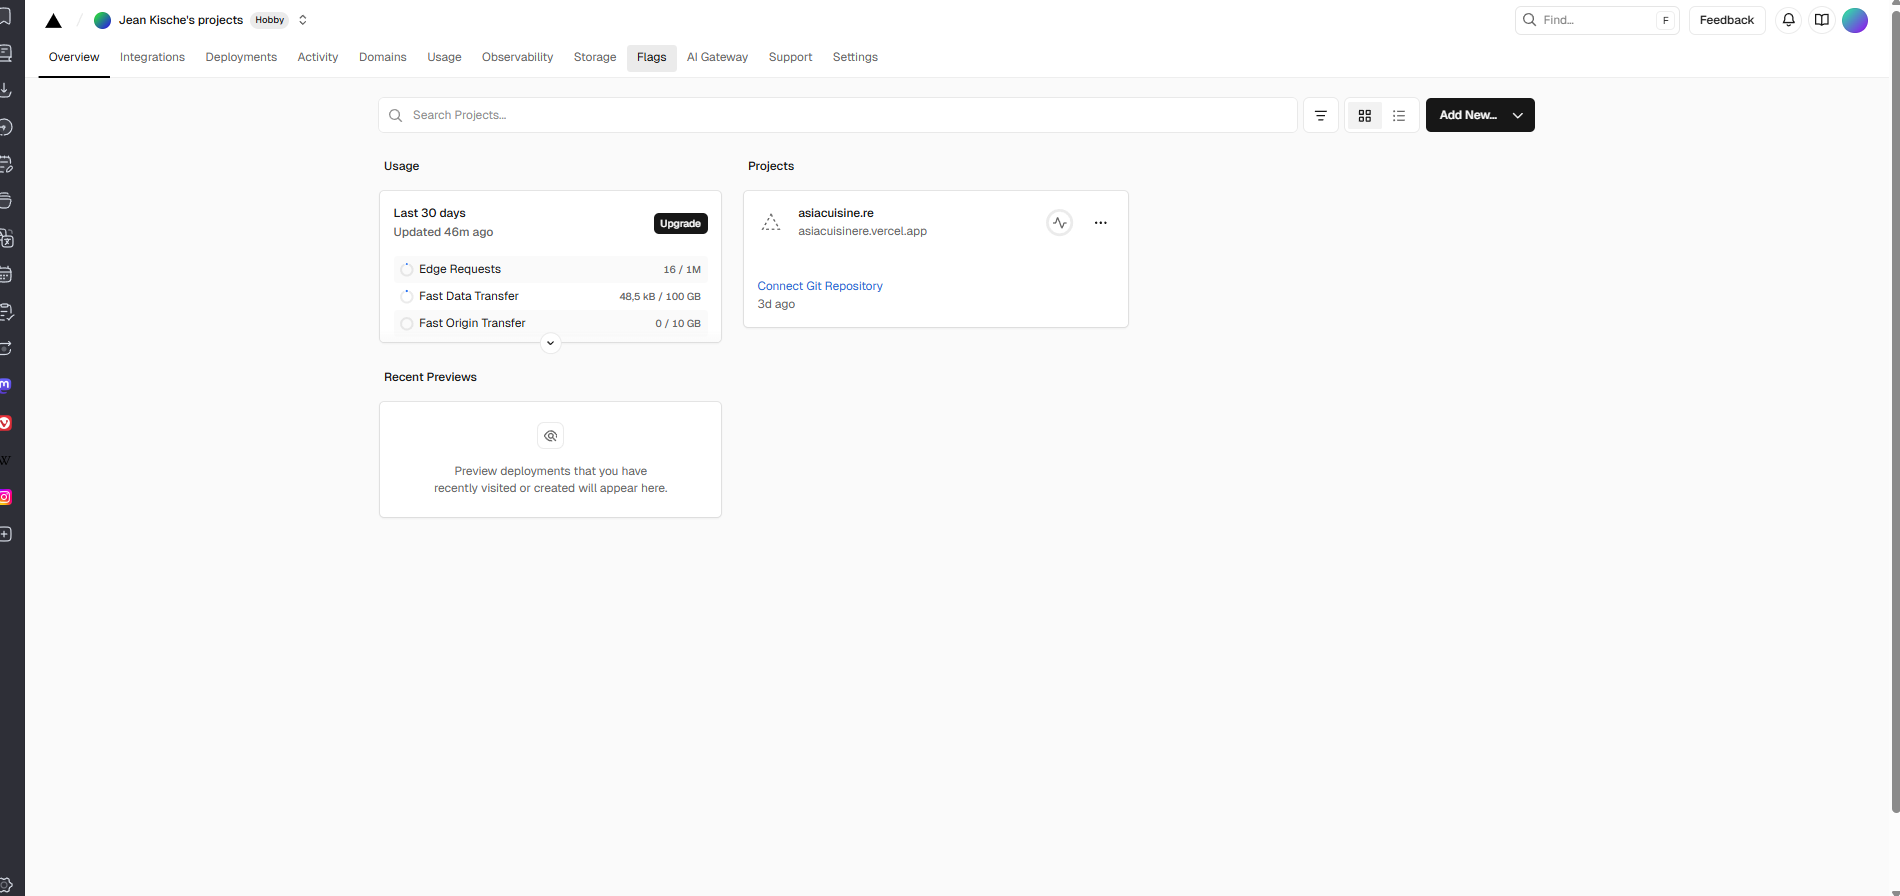 Jean Kische's projects Hobby
Find... F
Feedback
Overview Integrations Deployments Activity Domains Usage Observability Storage Flags AI Gateway Support Settings
Search Projects...
Add New...
Usage
Last 30 days
Updated 46m ago
Upgrade
Edge Requests 16 / 1M
Fast Data Transfer 48,5 kB / 100 GB
Fast Origin Transfer 0 / 10 GB
Projects
asiacuisine.re
asiacuisinere.vercel.app
Connect Git Repository
3d ago
Recent Previews
Preview deployments that you have
recently visited or created will appear here.
W